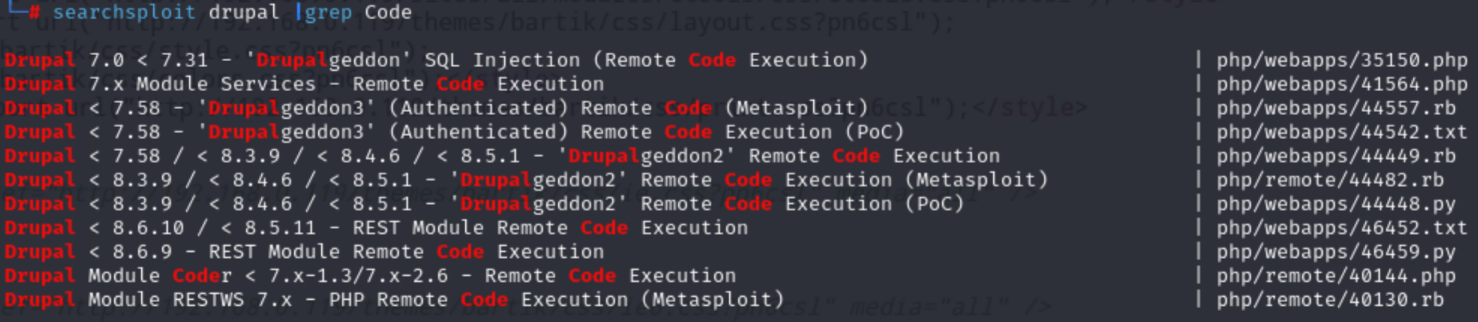 └─# searchsploit drupal |grep Code
Drupal 7.0 < 7.31 - 'Drupalgeddon' SQL Injection (Remote Code Execution) | php/webapps/35150.php
Drupal 7.x Module Services - Remote Code Execution | php/webapps/41564.php
Drupal < 7.58 - 'Drupalgeddon3' (Authenticated) Remote Code (Metasploit) | php/webapps/44557.rb
Drupal < 7.58 - 'Drupalgeddon3' (Authenticated) Remote Code Execution (PoC) | php/webapps/44542.txt
Drupal < 7.58 / < 8.3.9 / < 8.4.6 / < 8.5.1 - 'Drupalgeddon2' Remote Code Execution | php/webapps/44449.rb
Drupal < 8.3.9 / < 8.4.6 / < 8.5.1 - 'Drupalgeddon2' Remote Code Execution (Metasploit) | php/remote/44482.rb
Drupal < 8.3.9 / < 8.4.6 / < 8.5.1 - 'Drupalgeddon2' Remote Code Execution (PoC) | php/webapps/44448.py
Drupal < 8.6.10 / < 8.5.11 - REST Module Remote Code Execution | php/webapps/46452.txt
Drupal < 8.6.9 - REST Module Remote Code Execution | php/webapps/46459.py
Drupal Module Coder < 7.x-1.3/7.x-2.6 - Remote Code Execution | php/remote/40144.php
Drupal Module RESTWS 7.x - PHP Remote Code Execution (Metasploit) | php/remote/40130.rb